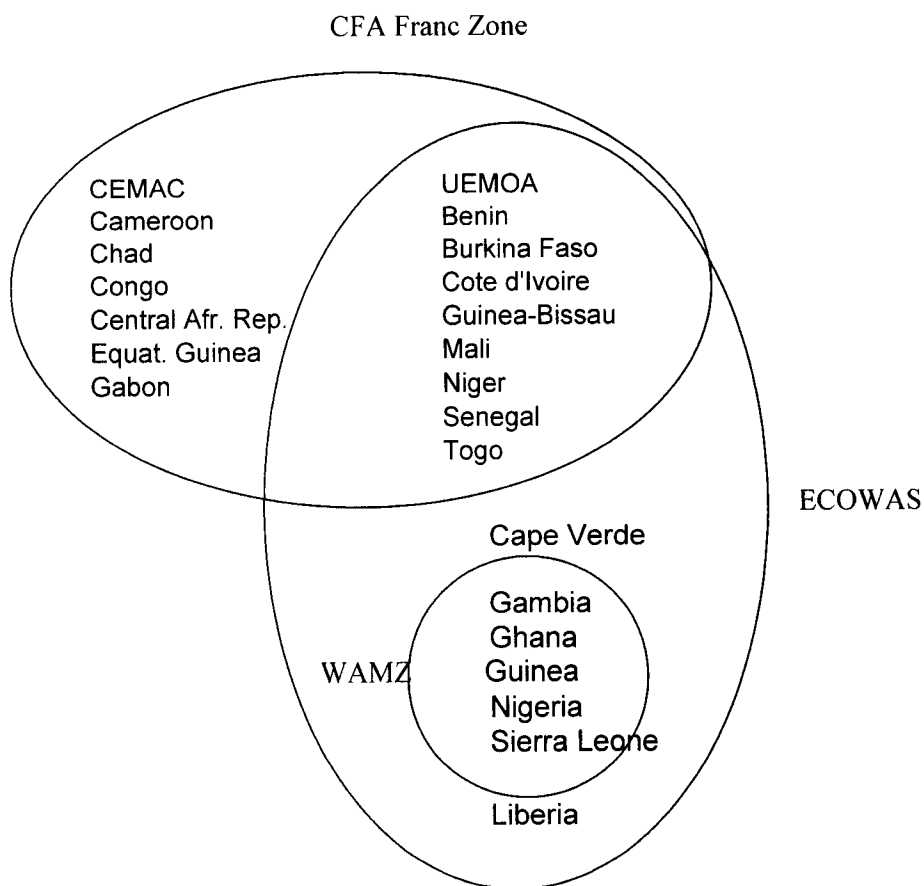 CFA Franc Zone
CEMAC
Cameroon
Chad
Congo
Central Afr. Rep.
Equat. Guinea
Gabon
UEMOA
Benin
Burkina Faso
Cote d'Ivoire
Guinea-Bissau
Mali
Niger
Senegal
Togo
ECOWAS
Cape Verde
WAMZ
Gambia
Ghana
Guinea
Nigeria
Sierra Leone
Liberia